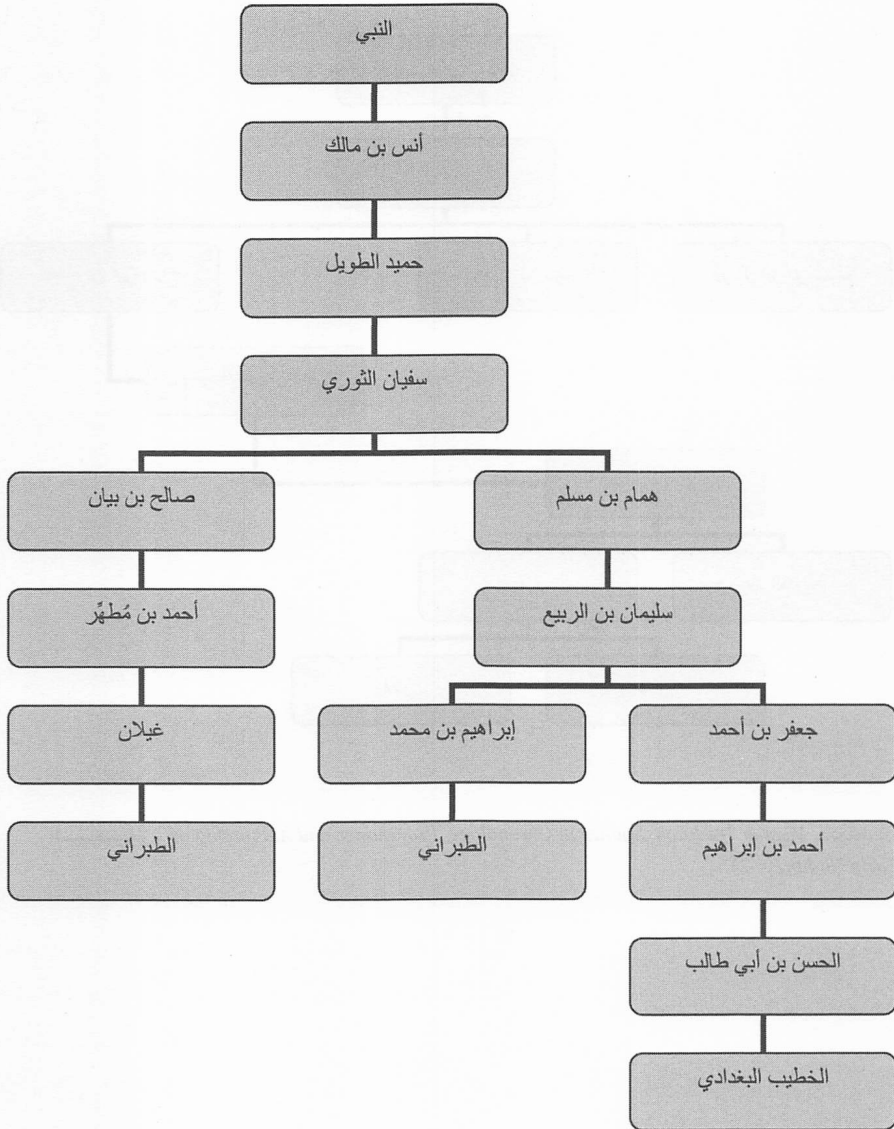 النبي
أنس بن مالك
حميد الطويل
سفيان الثوري
همام بن مسلم
صالح بن بيان
سليمان بن الربيع
أحمد بن مُطهَّر
جعفر بن أحمد
إبراهيم بن محمد
غيلان
أحمد بن إبراهيم
الطبراني
الطبراني
الحسن بن أبي طالب
الخطيب البغدادي